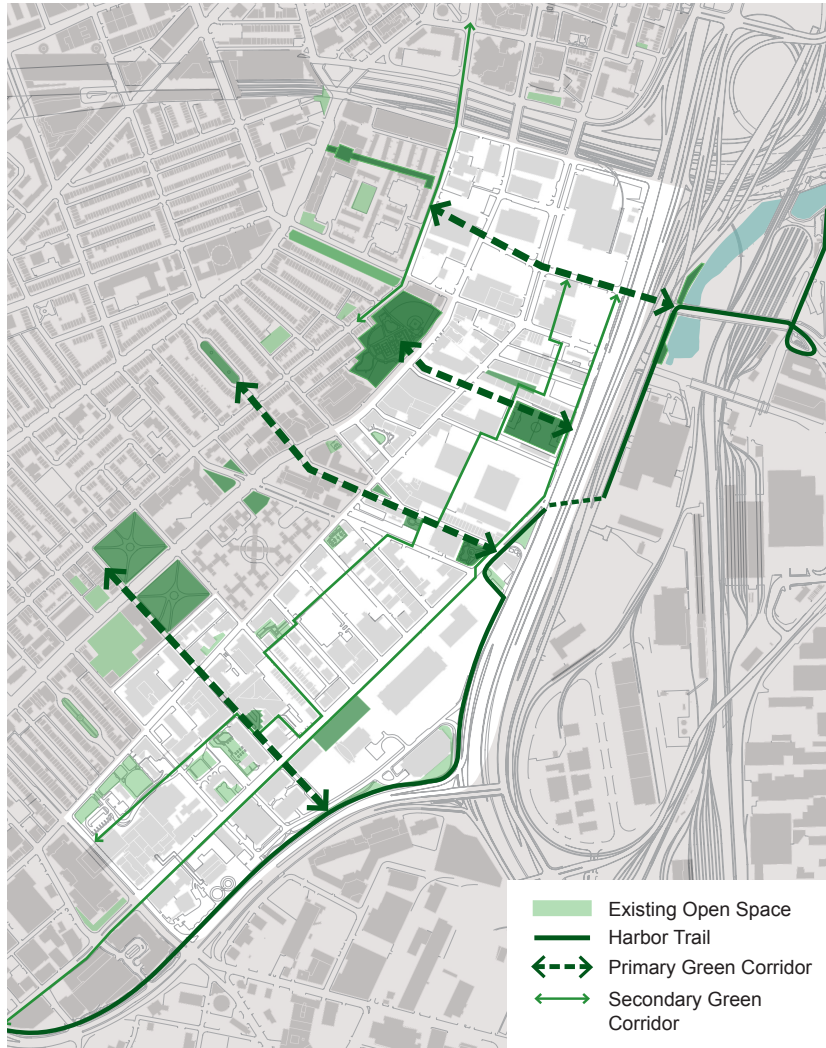 Existing Open Space
Harbor Trail
Primary Green Corridor
Secondary Green
Corridor